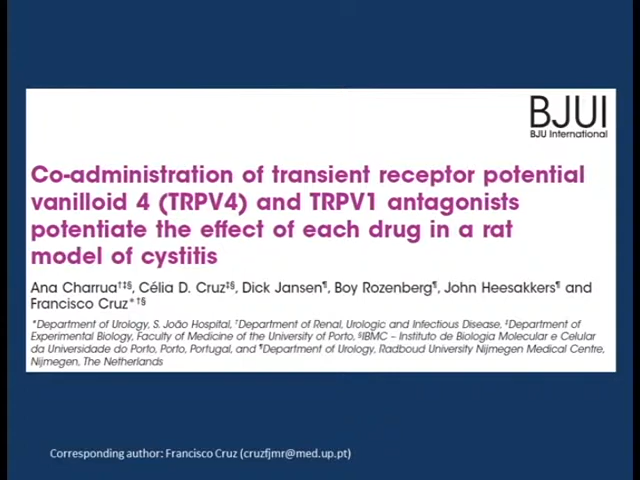 BJUI
BJU International
Co-administration of transient receptor potential
vanilloid 4 (TRPV4) and TRPV1 antagonists
potentiate the effect of each drug in a rat
model of cystitis
Ana Charrua†‡§, Célia D. Cruz‡§, Dick Jansen¶, Boy Rozenberg¶, John Heesakkers¶ and
Francisco Cruz*†§
*Department of Urology, S. João Hospital, †Department of Renal, Urologic and Infectious Disease, ‡Department of
Experimental Biology, Faculty of Medicine of the University of Porto, §IBMC – Instituto de Biologia Molecular e Celular
da Universidade do Porto, Porto, Portugal, and ¶Department of Urology, Radboud University Nijmegen Medical Centre,
Nijmegen, The Netherlands
Corresponding author: Francisco Cruz (cruzfjmr@med.up.pt)